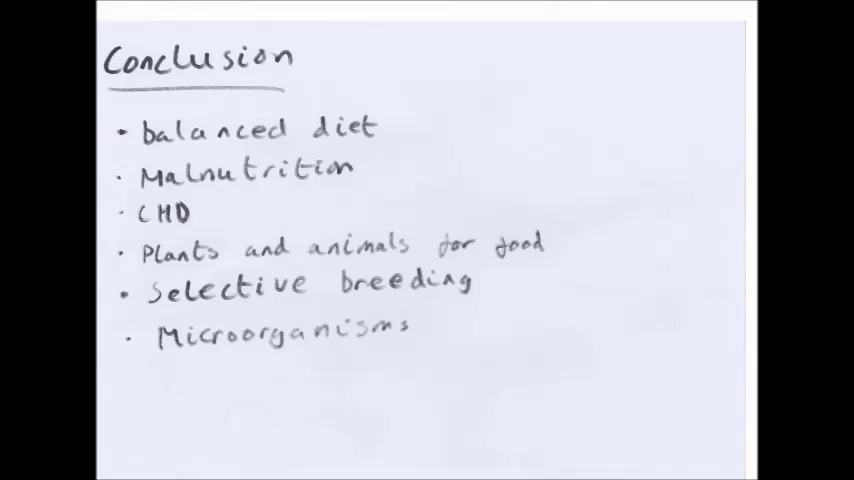 Conclusion
• balanced diet
• Malnutrition
• CHD
• Plants and animals for food
• Selective breeding
• Microorganisms